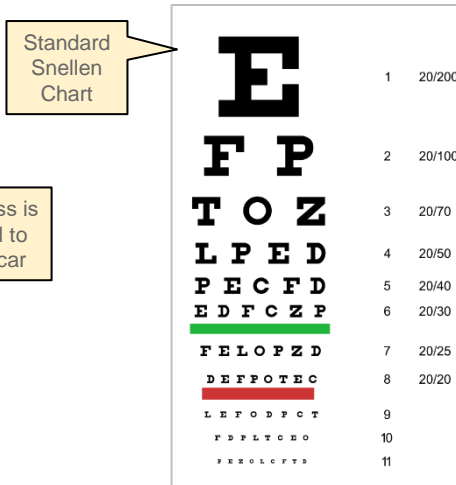 Standard
Snellen
Chart
ss is
l to
car
E 1 20/200
F P 2 20/100
T O Z 3 20/70
L P E D 4 20/50
P E C F D 5 20/40
E D F C Z P 6 20/30
F E L O P Z D 7 20/25
D E F P O T E C 8 20/20
L E F O D P C T 9
F D P L T C E O 10
P E Z O L C F T D 11